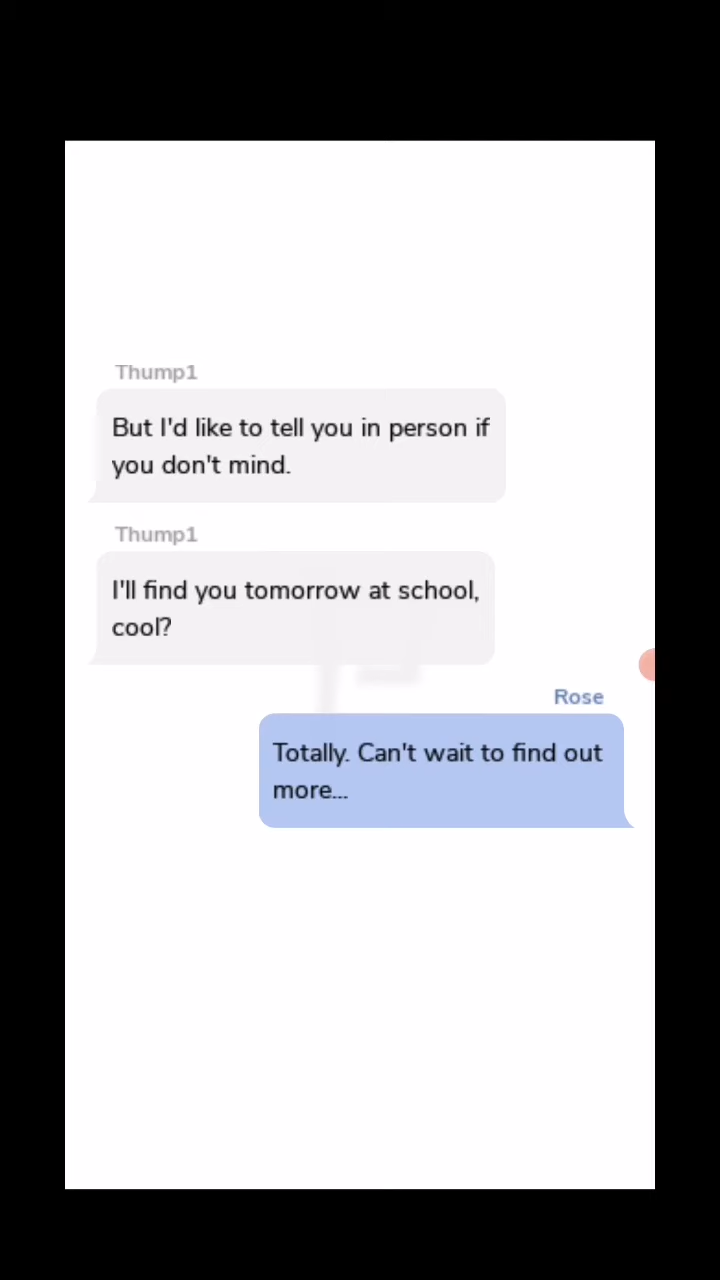 Thump1
But I'd like to tell you in person if
you don't mind.
Thump1
I'll find you tomorrow at school,
cool?
Rose
Totally. Can't wait to find out
more...